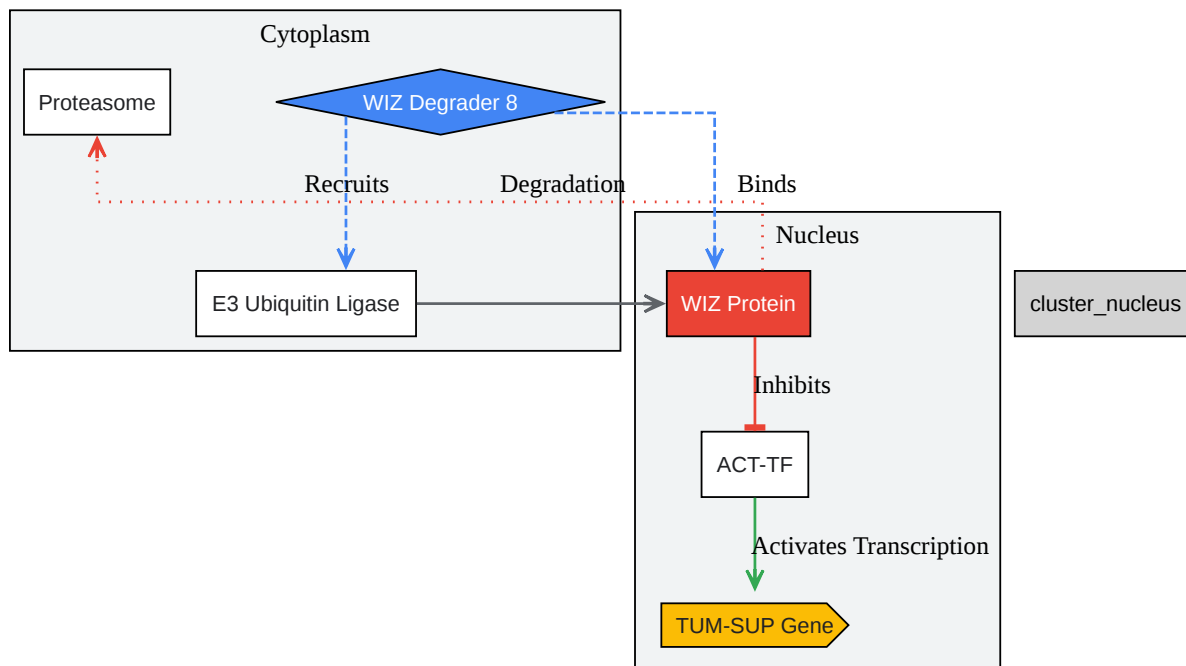 Cytoplasm
Proteasome
WIZ Degrader 8
Recruits
Degradation
Binds
Nucleus
E3 Ubiquitin Ligase
WIZ Protein
cluster_nucleus
Inhibits
ACT-TF
Activates Transcription
TUM-SUP Gene